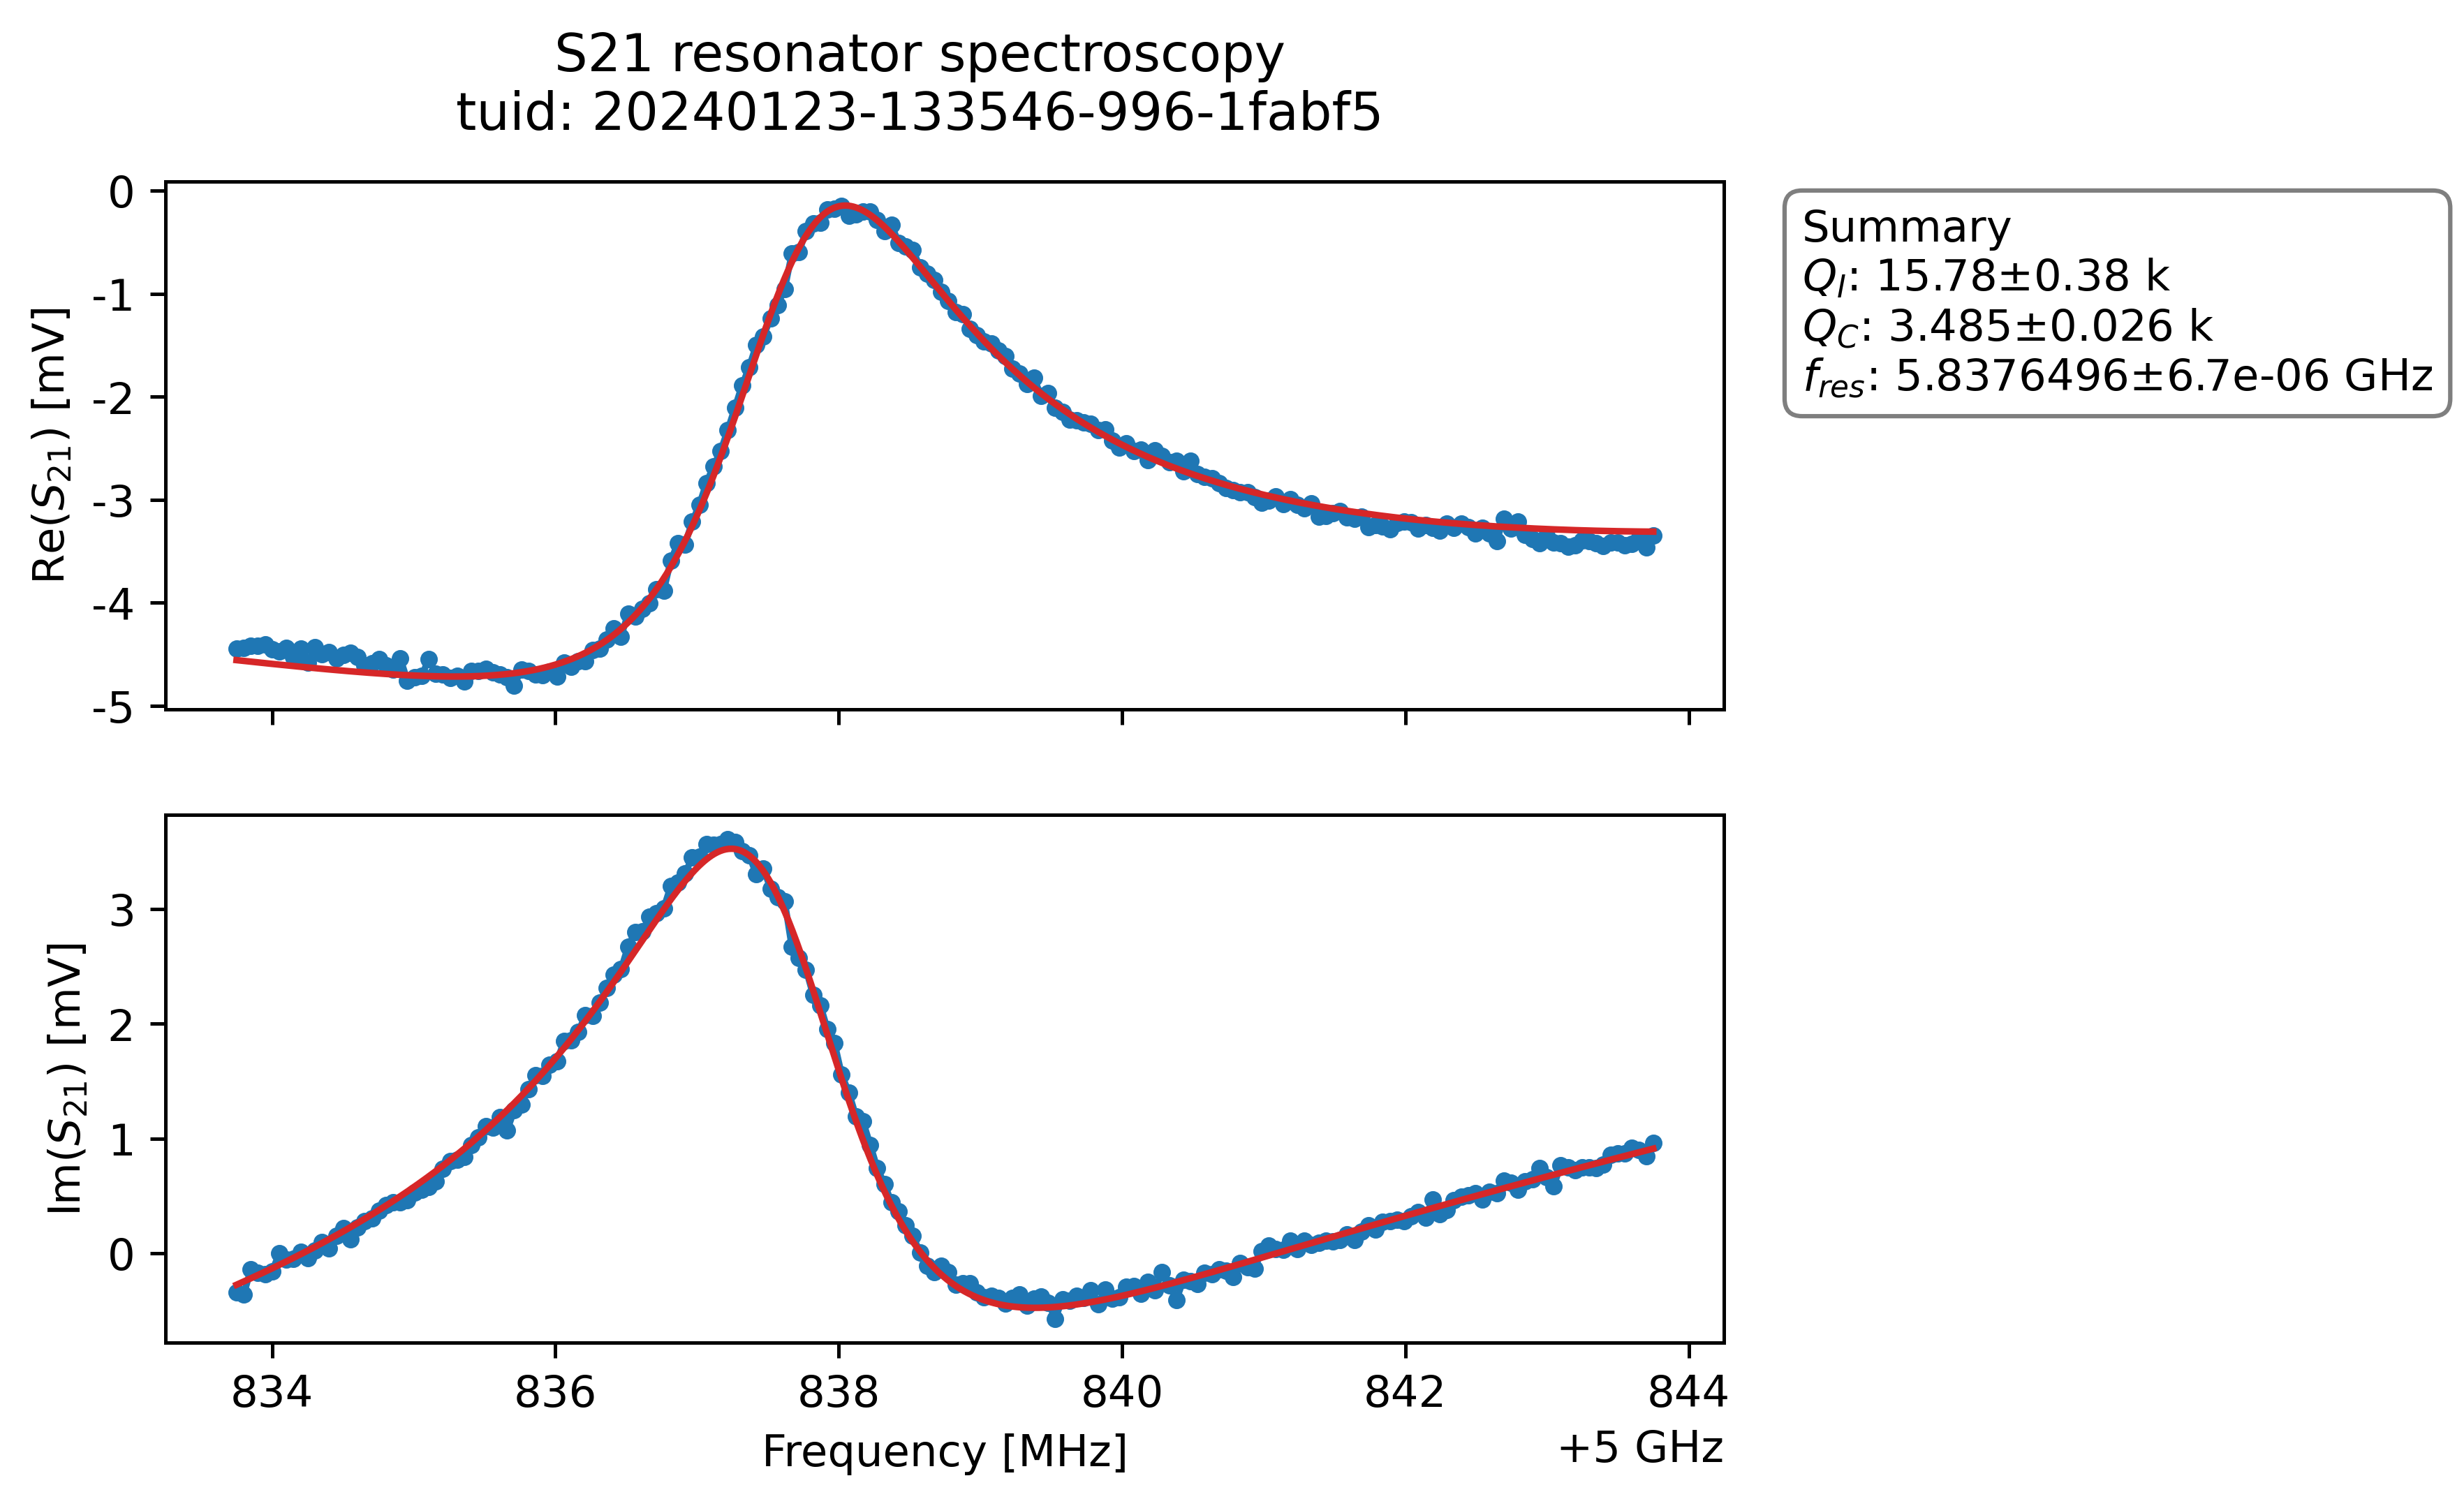 S21 resonator spectroscopy
tuid: 20240123-133546-996-1fabf5
0
-1
-2
-3
-4
-5
Re(S21) [mV]
Summary
QI: 15.78±0.38 k
QC: 3.485±0.026 k
fres: 5.8376496±6.7e-06 GHz
3
2
1
0
Im(S21) [mV]
834 836 838 840 842 844
Frequency [MHz]
+5 GHz